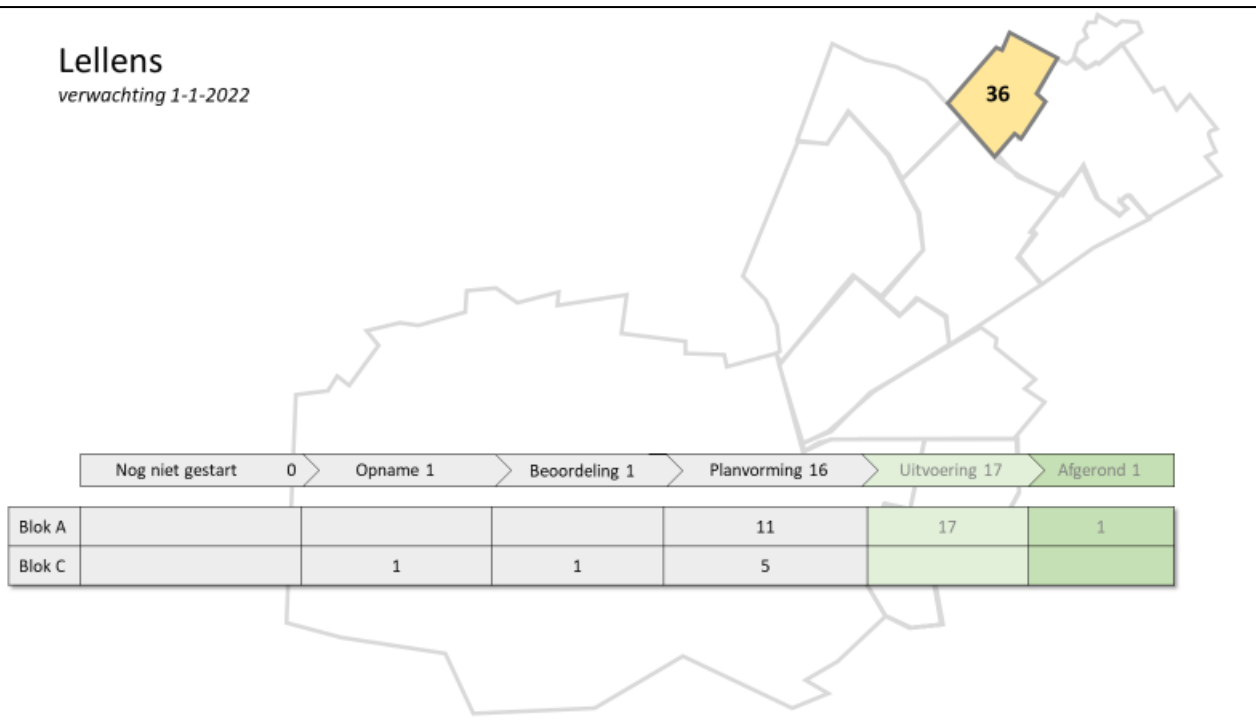 Lellens
verwachting 1-1-2022
36
Nog niet gestart 0 Opname 1 Beoordeling 1 Planvorming 16 Uitvoering 17 Afgerond 1
Blok A 11 17 1
Blok C 1 1 5